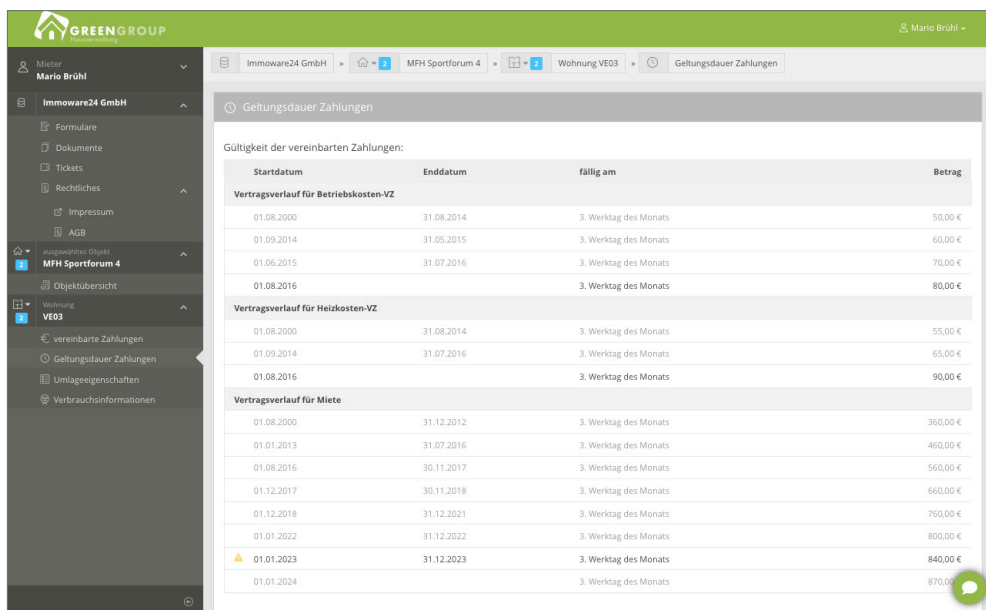 GREENGROUP
Hausverwaltung
Mario Brühl
Mieter
Mario Brühl
Immoware24 GmbH
Formulare
Dokumente
Tickets
Rechtliches
Impressum
AGB
ausgewähltes Objekt
2 MFH Sportforum 4
Objektübersicht
Wohnung
2 VE03
vereinbarte Zahlungen
Geltungsdauer Zahlungen
Umlageeigenschaften
Verbrauchsinformationen
Immoware24 GmbH » 2 MFH Sportforum 4 » 2 Wohnung VE03 » Geltungsdauer Zahlungen
Geltungsdauer Zahlungen
Gültigkeit der vereinbarten Zahlungen:
Startdatum Enddatum fällig am Betrag
Vertragsverlauf für Betriebskosten-VZ
01.08.2000 31.08.2014 3. Werktag des Monats 50,00 €
01.09.2014 31.05.2015 3. Werktag des Monats 60,00 €
01.06.2015 31.07.2016 3. Werktag des Monats 70,00 €
01.08.2016 3. Werktag des Monats 80,00 €
Vertragsverlauf für Heizkosten-VZ
01.08.2000 31.08.2014 3. Werktag des Monats 55,00 €
01.09.2014 31.07.2016 3. Werktag des Monats 65,00 €
01.08.2016 3. Werktag des Monats 90,00 €
Vertragsverlauf für Miete
01.08.2000 31.12.2012 3. Werktag des Monats 360,00 €
01.01.2013 31.07.2016 3. Werktag des Monats 460,00 €
01.08.2016 30.11.2017 3. Werktag des Monats 560,00 €
01.12.2017 30.11.2018 3. Werktag des Monats 660,00 €
01.12.2018 31.12.2021 3. Werktag des Monats 760,00 €
01.01.2022 31.12.2022 3. Werktag des Monats 800,00 €
01.01.2023 31.12.2023 3. Werktag des Monats 840,00 €
01.01.2024 3. Werktag des Monats